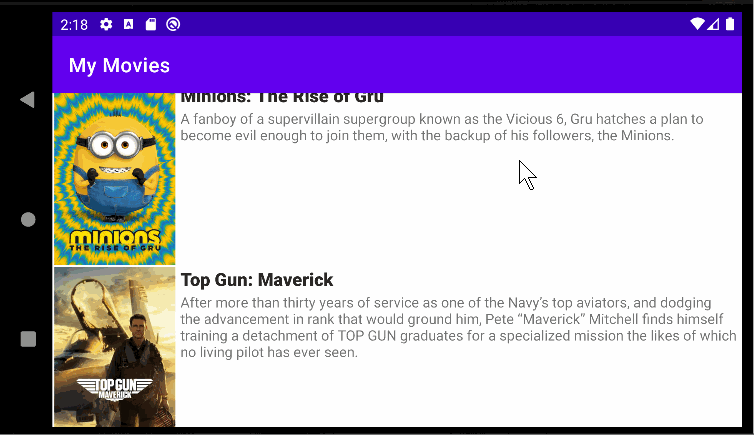 2:18
My Movies
Minions: The Rise of Gru
A fanboy of a supervillain supergroup known as the Vicious 6, Gru hatches a plan to
become evil enough to join them, with the backup of his followers, the Minions.
MINIONS
THE RISE OF GRU
Top Gun: Maverick
After more than thirty years of service as one of the Navy’s top aviators, and dodging
the advancement in rank that would ground him, Pete “Maverick” Mitchell finds himself
training a detachment of TOP GUN graduates for a specialized mission the likes of which
no living pilot has ever seen.
TOP GUN
MAVERICK